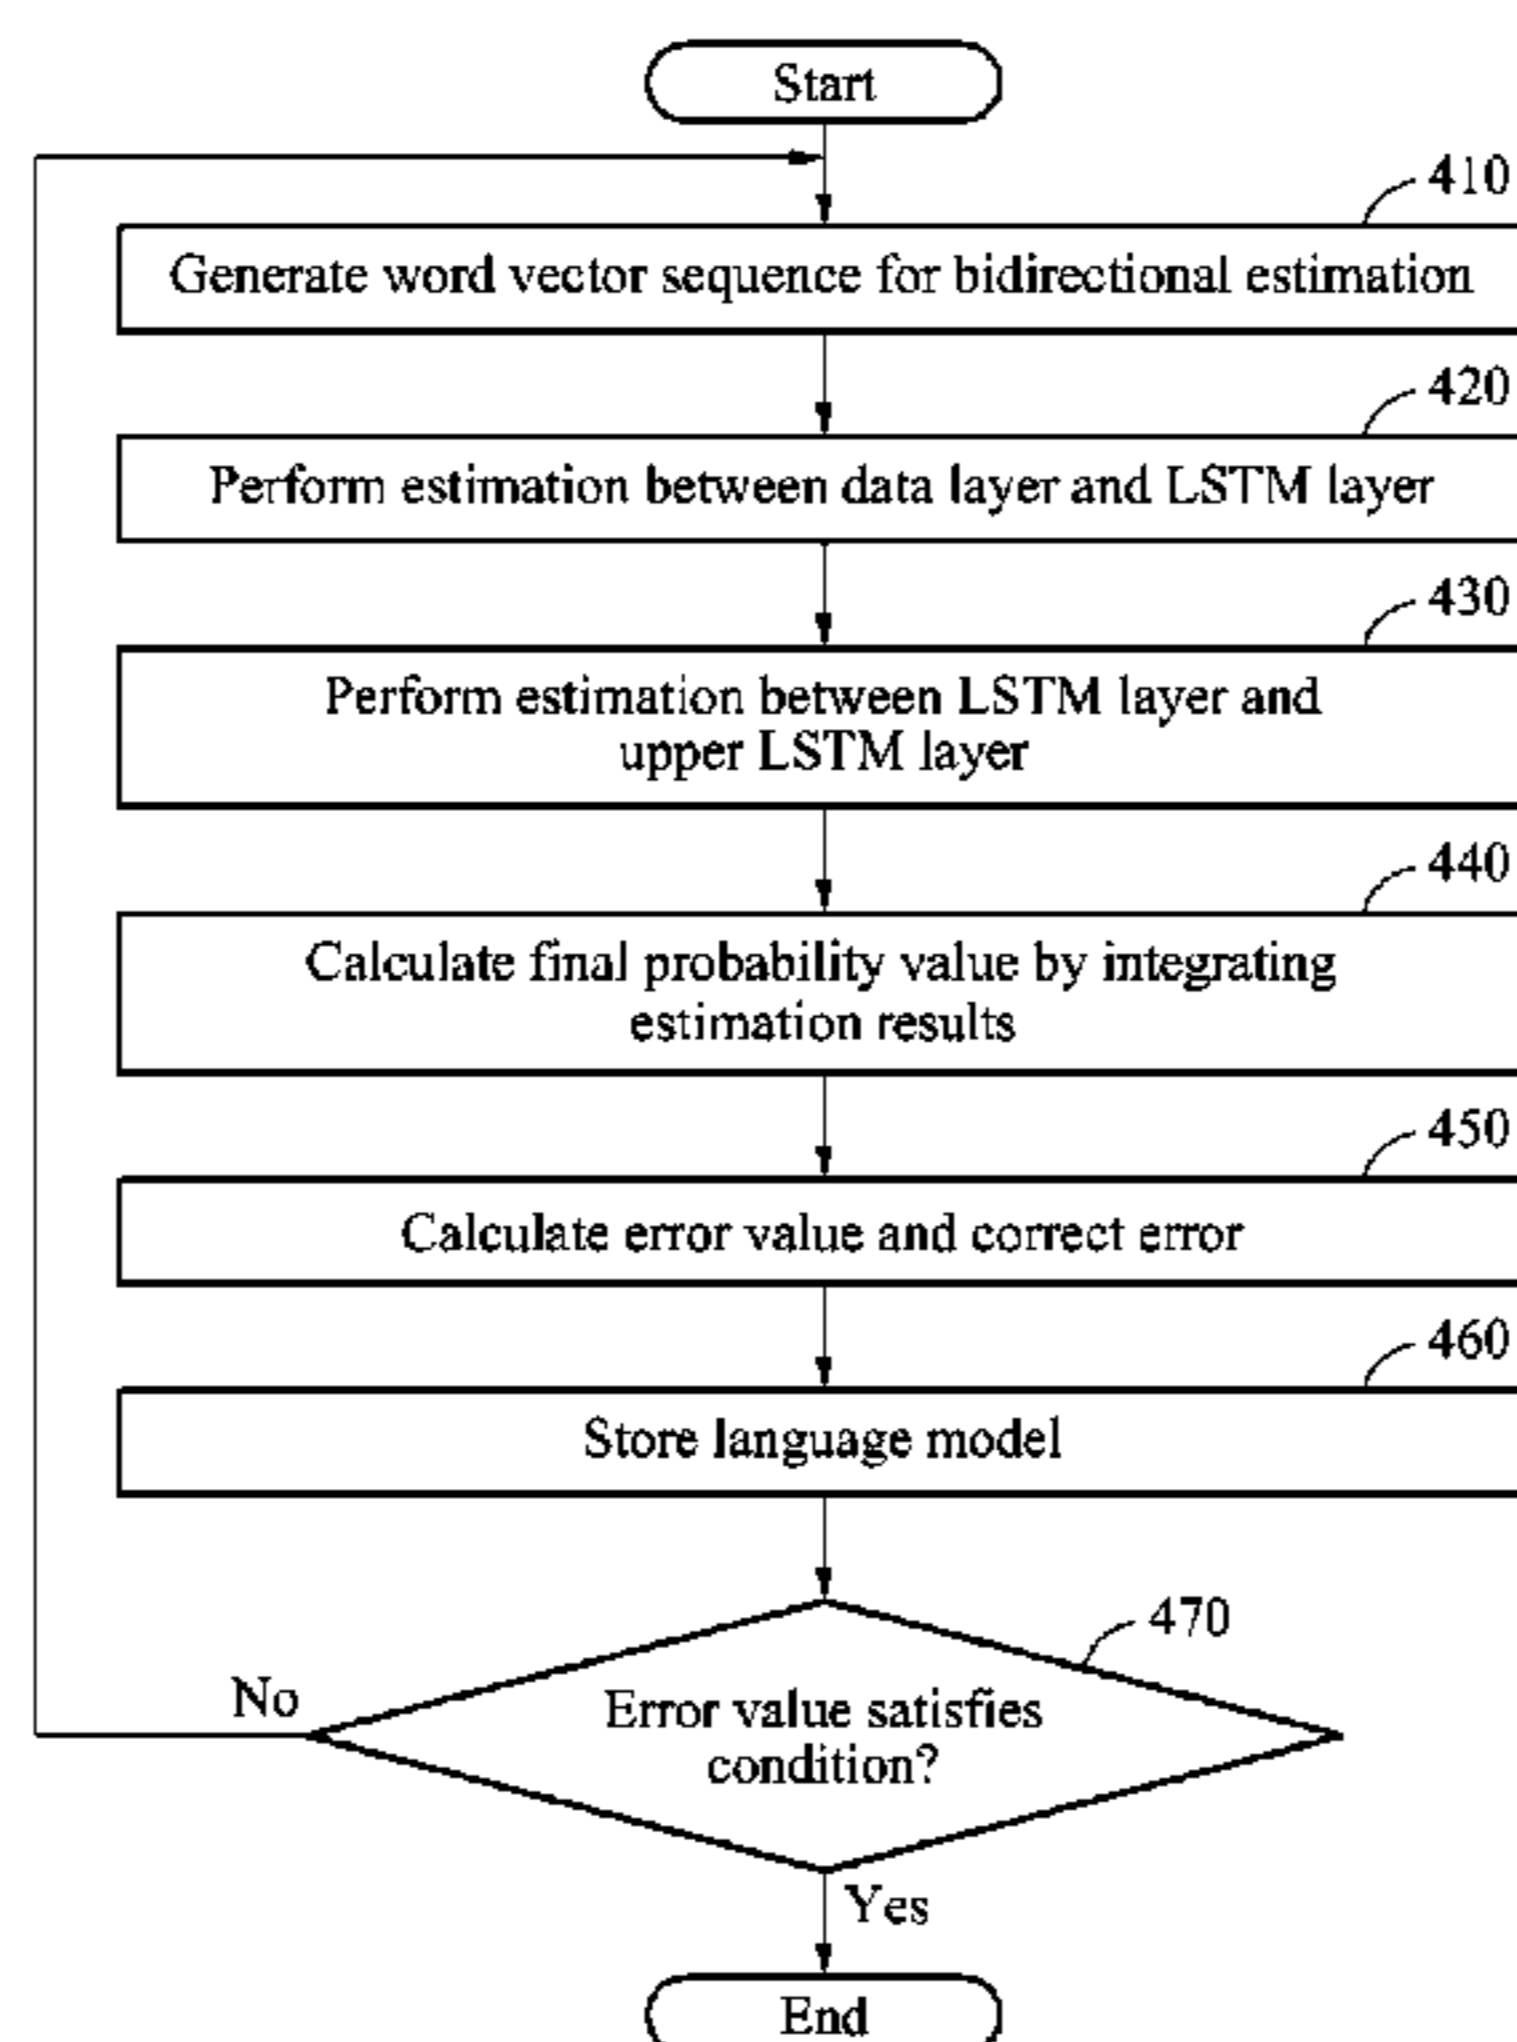 Start
410
Generate word vector sequence for bidirectional estimation
420
Perform estimation between data layer and LSTM layer
430
Perform estimation between LSTM layer and
upper LSTM layer
440
Calculate final probability value by integrating
estimation results
450
Calculate error value and correct error
460
Store language model
470
No
Error value satisfies
condition?
Yes
End